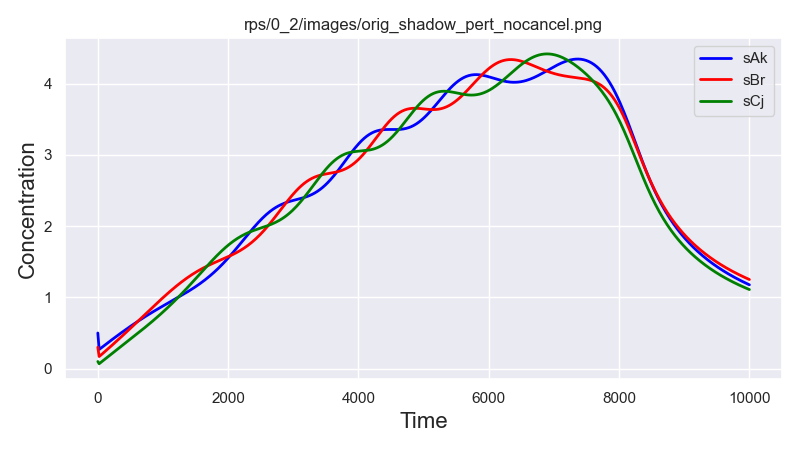 rps/0_2/images/orig_shadow_pert_nocancel.png
sAk
sBr
sCj
Concentration
4
3
2
1
0
0 2000 4000 6000 8000 10000
Time